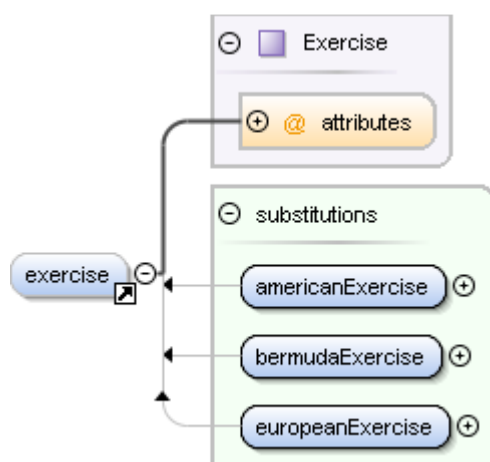 Exercise
@ attributes
substitutions
exercise
americanExercise
bermudaExercise
europeanExercise